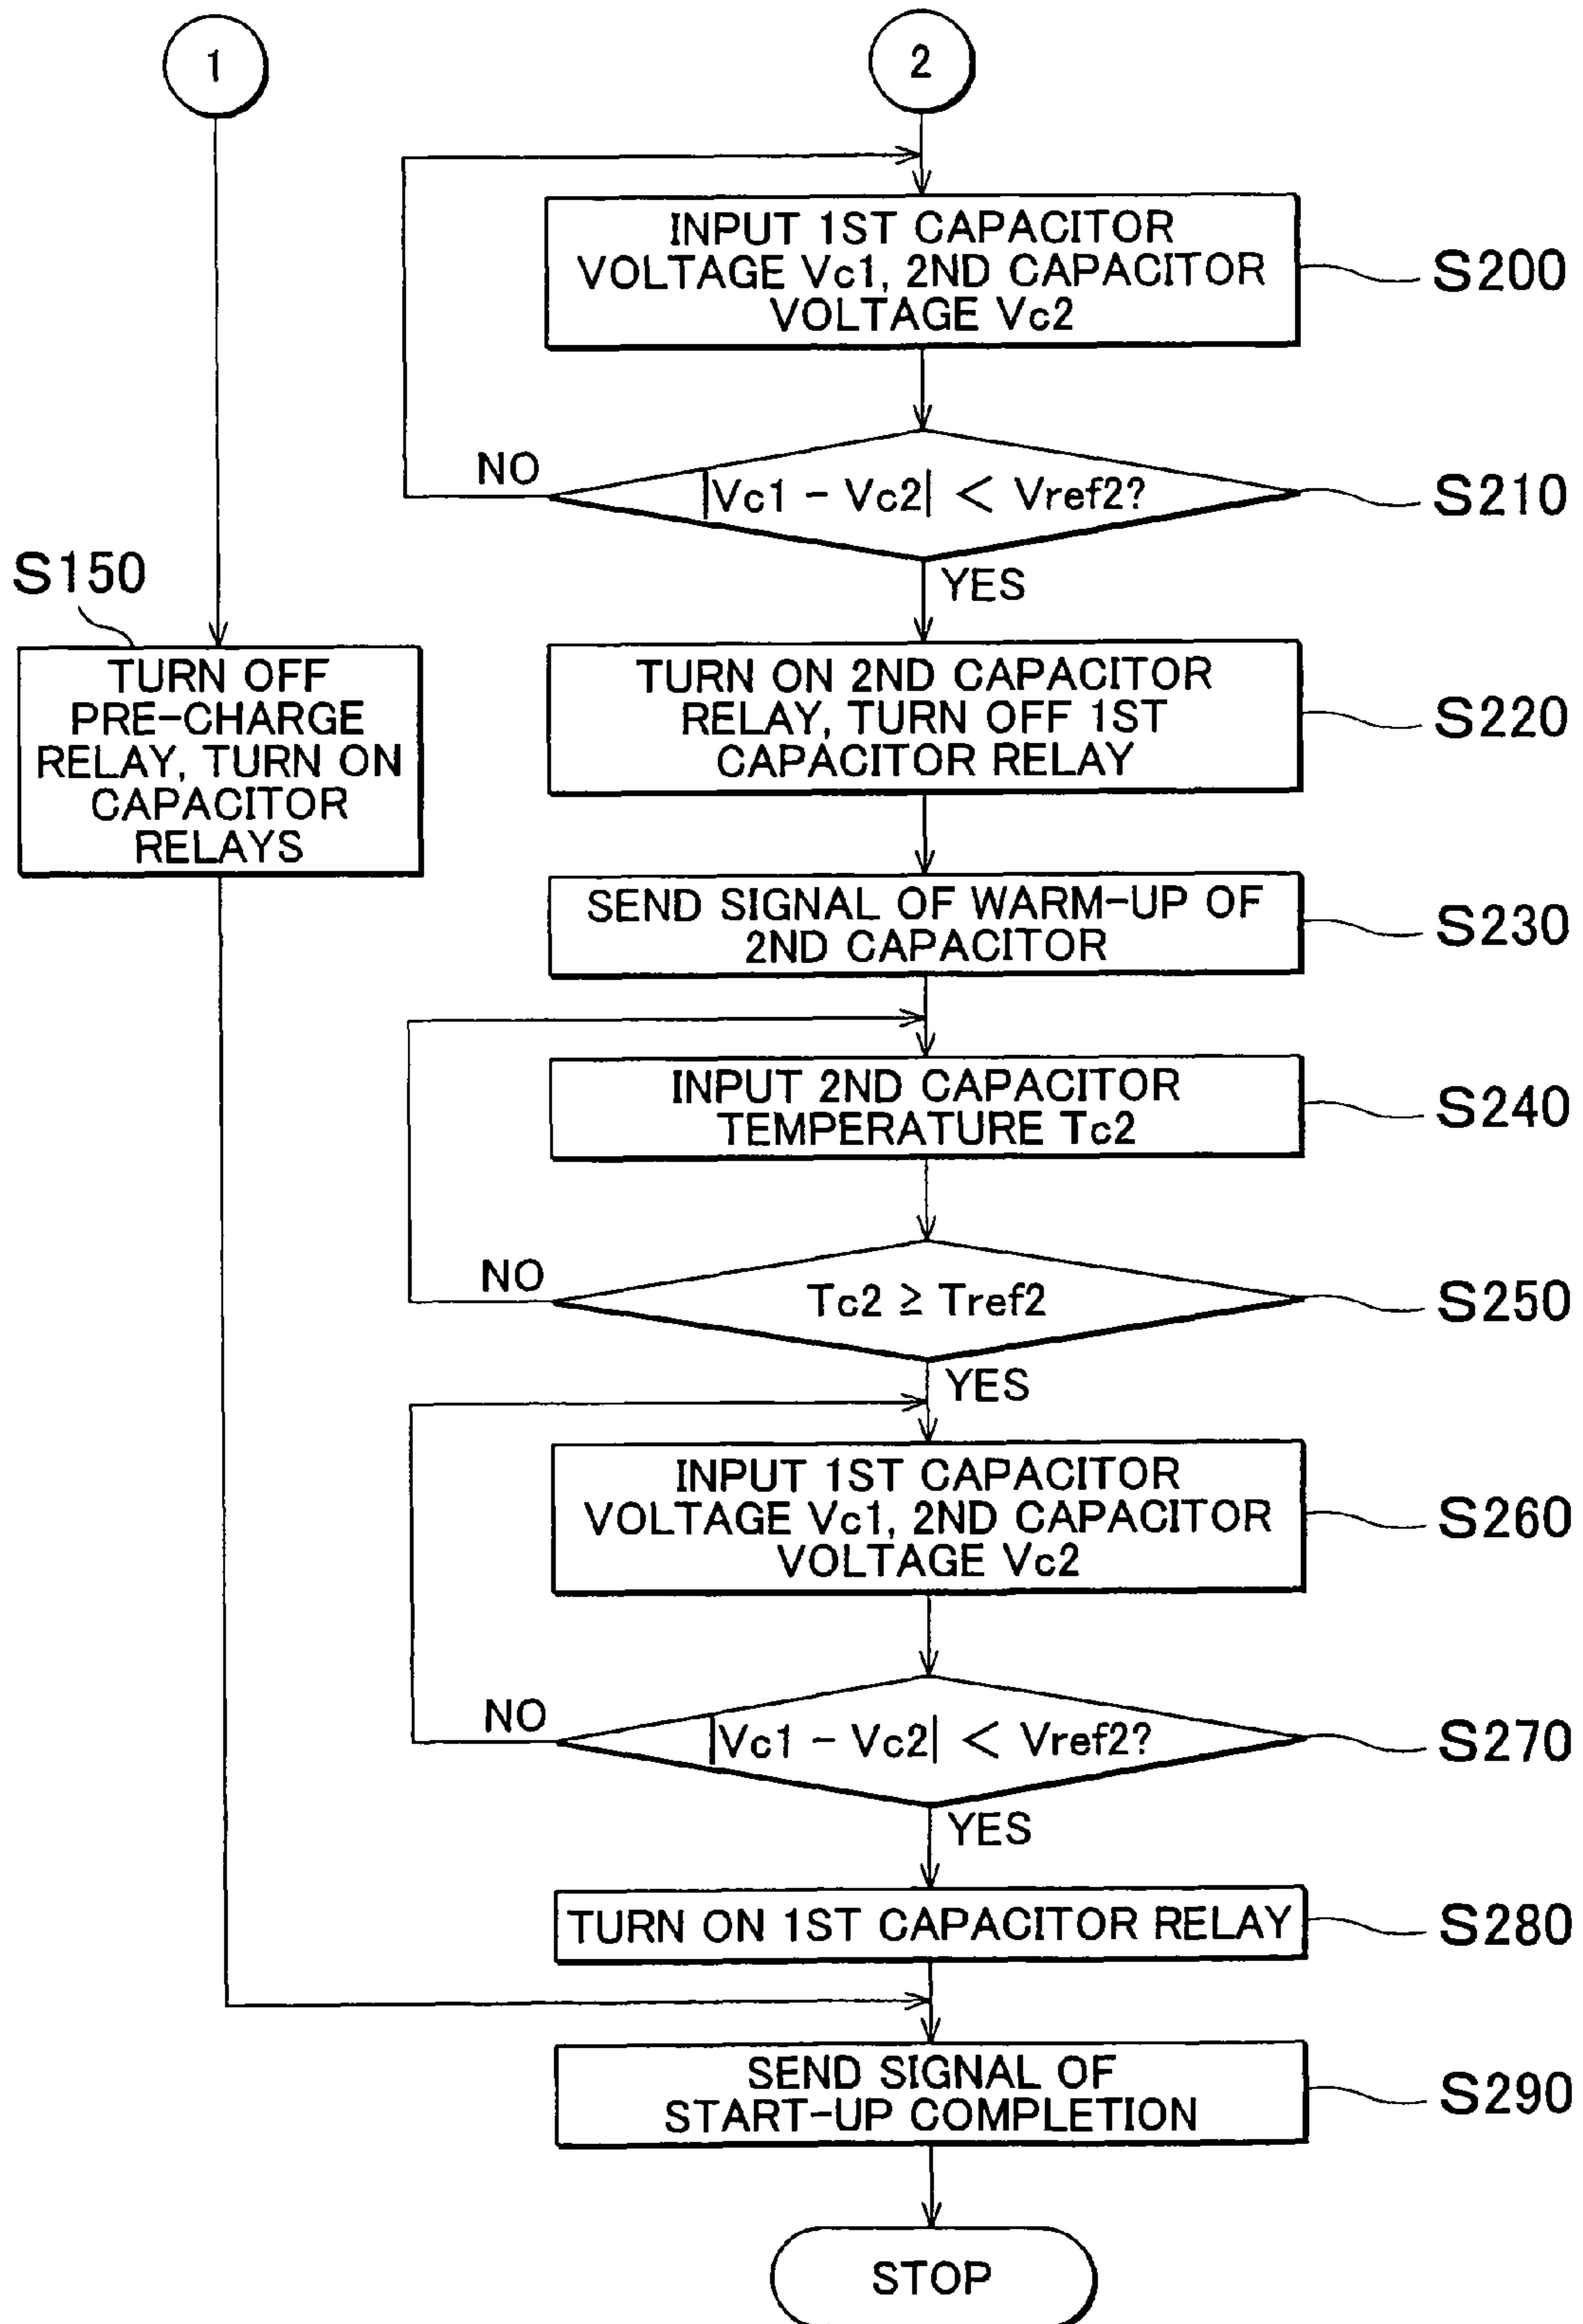 1
2
INPUT 1ST CAPACITOR
VOLTAGE Vc1, 2ND CAPACITOR
VOLTAGE Vc2
S200
NO
|Vc1 - Vc2| < Vref2?
S210
YES
S150
TURN OFF
PRE-CHARGE
RELAY, TURN ON
CAPACITOR
RELAYS
TURN ON 2ND CAPACITOR
RELAY, TURN OFF 1ST
CAPACITOR RELAY
S220
SEND SIGNAL OF WARM-UP OF
2ND CAPACITOR
S230
INPUT 2ND CAPACITOR
TEMPERATURE Tc2
S240
NO
Tc2 ≥ Tref2
S250
YES
INPUT 1ST CAPACITOR
VOLTAGE Vc1, 2ND CAPACITOR
VOLTAGE Vc2
S260
NO
|Vc1 - Vc2| < Vref2?
S270
YES
TURN ON 1ST CAPACITOR RELAY
S280
SEND SIGNAL OF
START-UP COMPLETION
S290
STOP